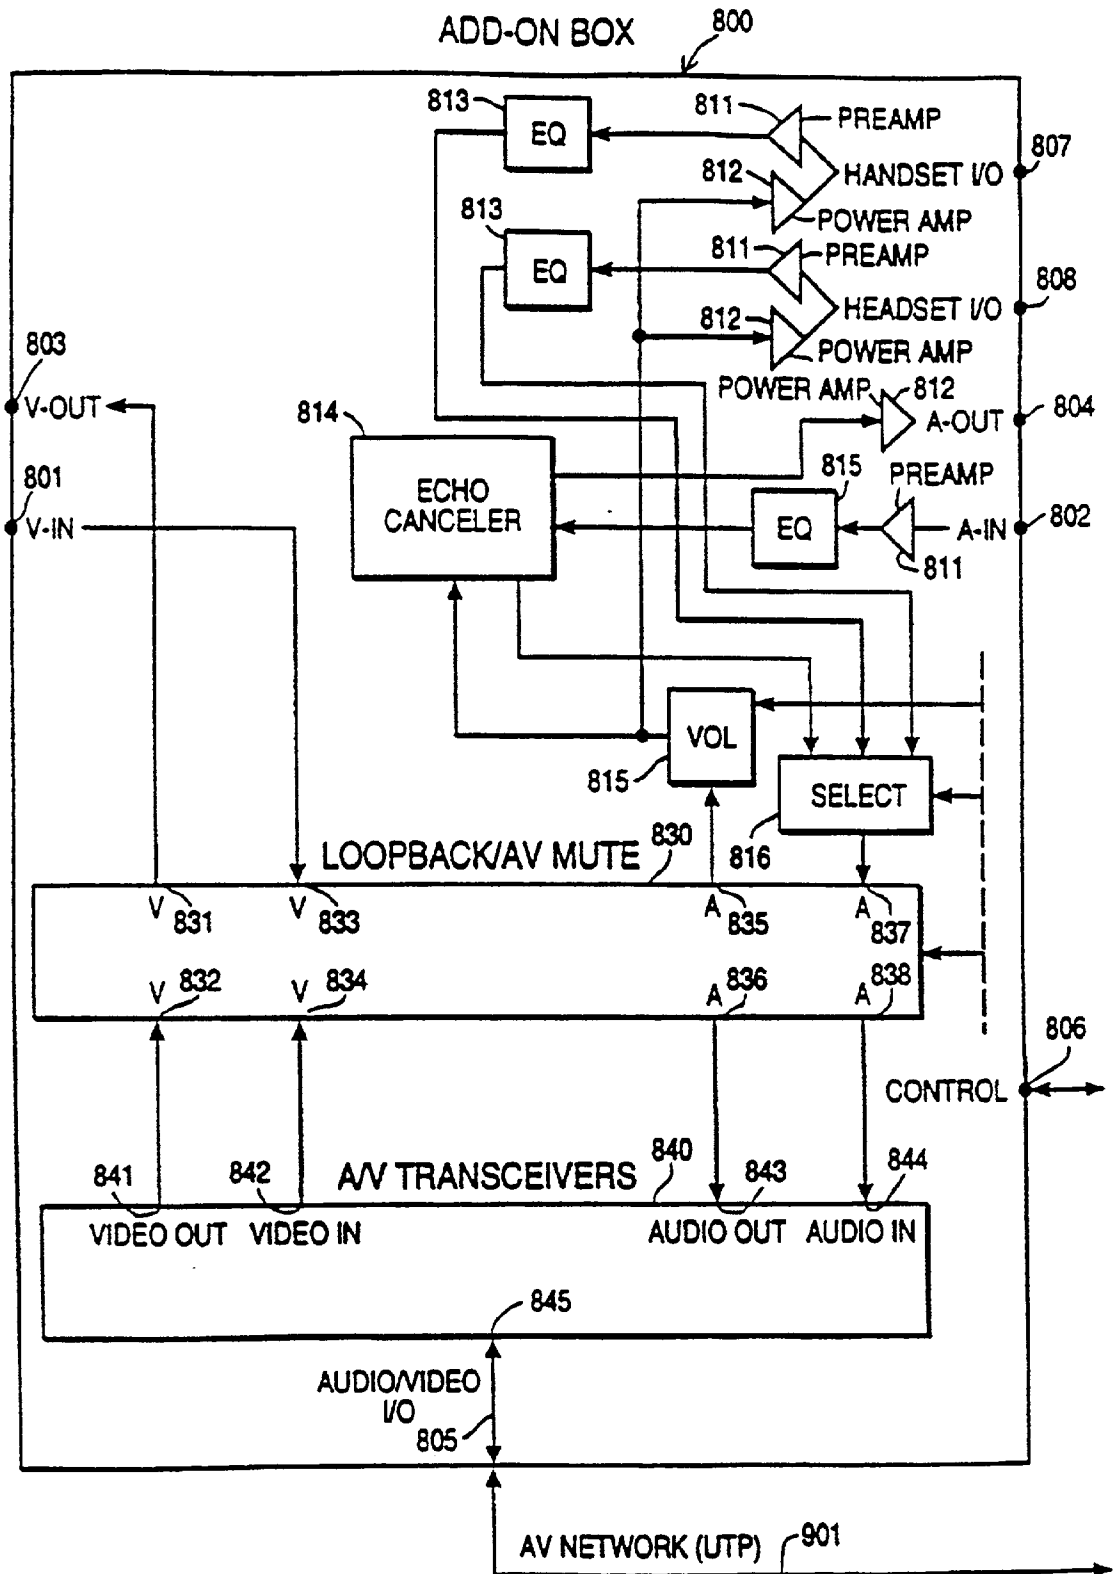 ADD-ON BOX
800
813
EQ
811
PREAMP
807
HANDSET I/O
812
POWER AMP
813
EQ
811
PREAMP
808
HEADSET I/O
812
POWER AMP
803
V-OUT
814
POWER AMP
812
A-OUT
804
801
V-IN
ECHO
CANCELER
815
EQ
PREAMP
A-IN
802
811
VOL
815
SELECT
816
LOOPBACK/AV MUTE
830
V
831
V
833
A
835
A
837
V
832
V
834
A
836
A
838
806
CONTROL
A/V TRANSCEIVERS
840
841
842
843
844
VIDEO OUT
VIDEO IN
AUDIO OUT
AUDIO IN
845
AUDIO/VIDEO
I/O
805
AV NETWORK (UTP)
901